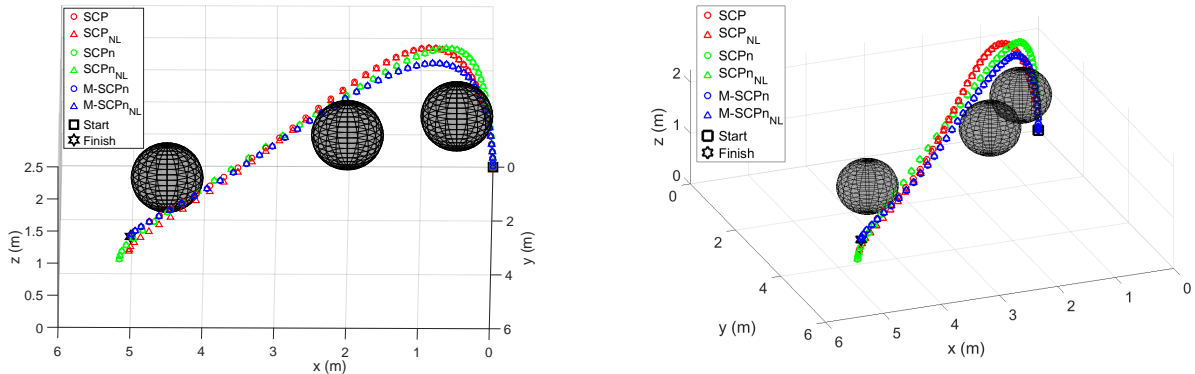 SCP
SCP_NL
SCPn
SCPn_NL
M-SCPn
M-SCPn_NL
Start
Finish
2.5
2
1.5
1
0.5
0
z (m)
0
2
4
6
y (m)
6
5
4
3
2
1
0
x (m)
SCP
SCP_NL
SCPn
SCPn_NL
M-SCPn
M-SCPn_NL
Start
Finish
2
1
0
z (m)
0
2
4
6
y (m)
6
5
4
3
2
1
0
x (m)